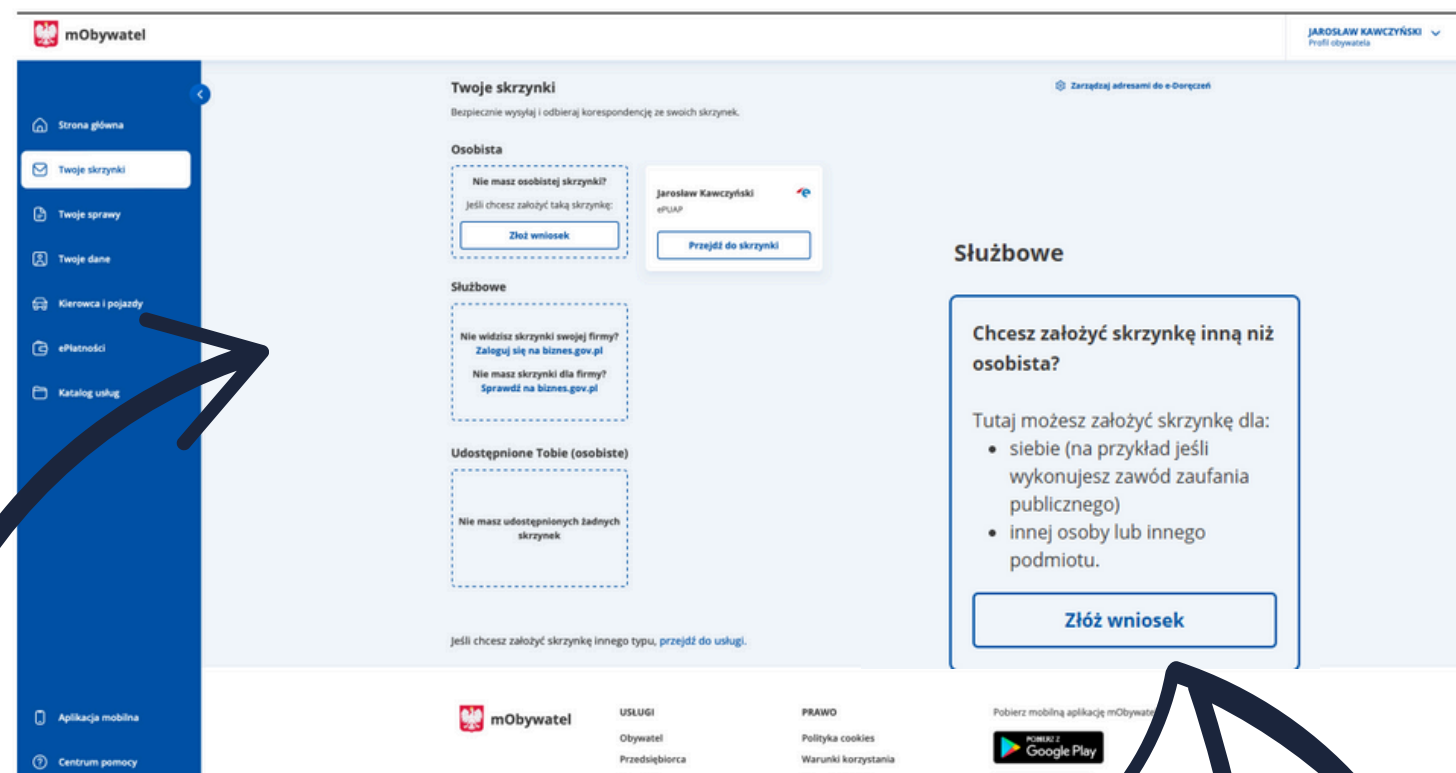 mObywatel
JAROSŁAW KAWCZYŃSKI
Profil obywatela
Strona główna
Twoje skrzynki
Twoje sprawy
Twoje dane
Kierowca i pojazdy
ePłatności
Katalog usług
Aplikacja mobilna
Centrum pomocy
Twoje skrzynki
Bezpiecznie wysyłaj i odbieraj korespondencję ze swoich skrzynek.
Zarządzaj adresami do e-Doręczeń
Osobista
Nie masz osobistej skrzynki?
Jeśli chcesz założyć taką skrzynkę:
Złóż wniosek
Jarosław Kawczyński
ePUAP
Przejdź do skrzynki
Służbowe
Nie widzisz skrzynki swojej firmy?
Zaloguj się na biznes.gov.pl
Nie masz skrzynki dla firmy?
Sprawdź na biznes.gov.pl
Udostępnione Tobie (osobiste)
Nie masz udostępnionych żadnych
skrzynek
Jeśli chcesz założyć skrzynkę innego typu, przejdź do usługi.
Służbowe
Chcesz założyć skrzynkę inną niż
osobista?
Tutaj możesz założyć skrzynkę dla:
• siebie (na przykład jeśli
wykonujesz zawód zaufania
publicznego)
• innej osoby lub innego
podmiotu.
Złóż wniosek
mObywatel
USŁUGI
Obywatel
Przedsiębiorca
PRAWO
Polityka cookies
Warunki korzystania
Pobierz mobilną aplikację mObywate
POBIERZ Z
Google Play